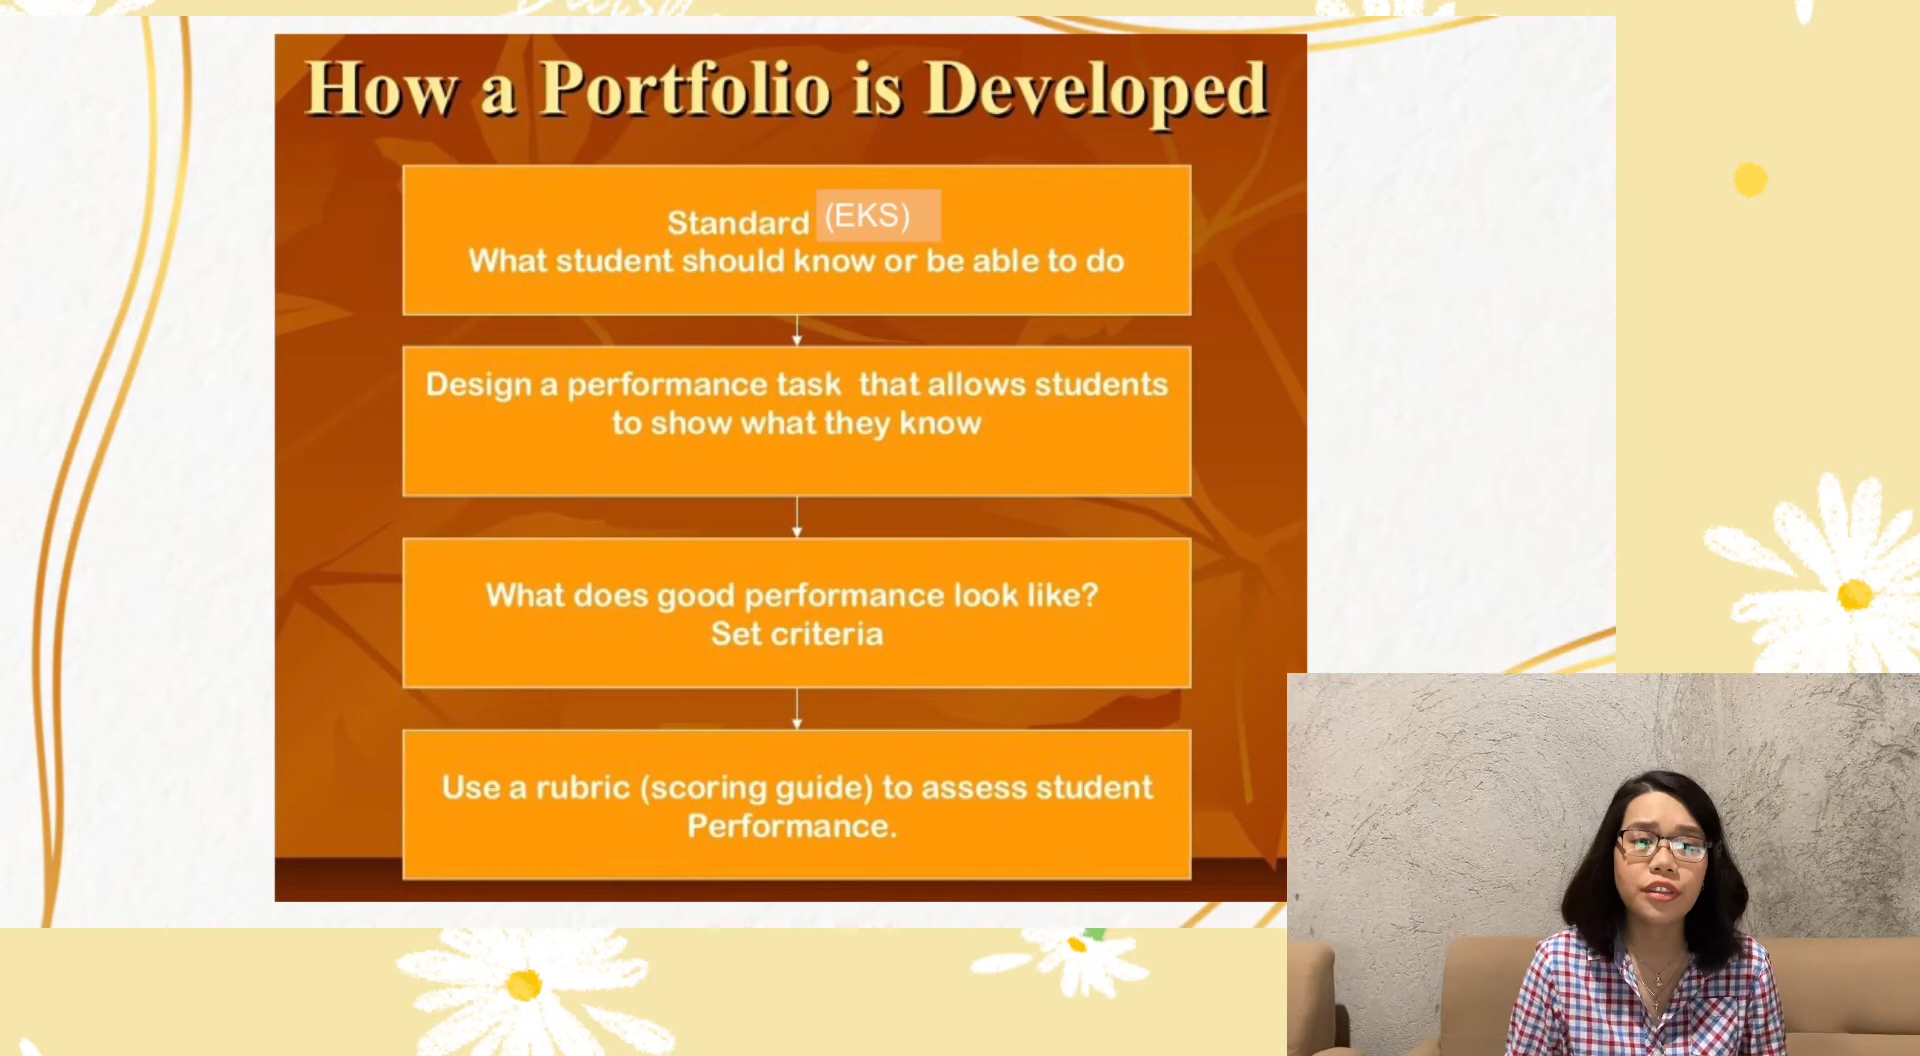 How a Portfolio is Developed
Standard (EKS)
What student should know or be able to do
Design a performance task that allows students
to show what they know
What does good performance look like?
Set criteria
Use a rubric (scoring guide) to assess student
Performance.